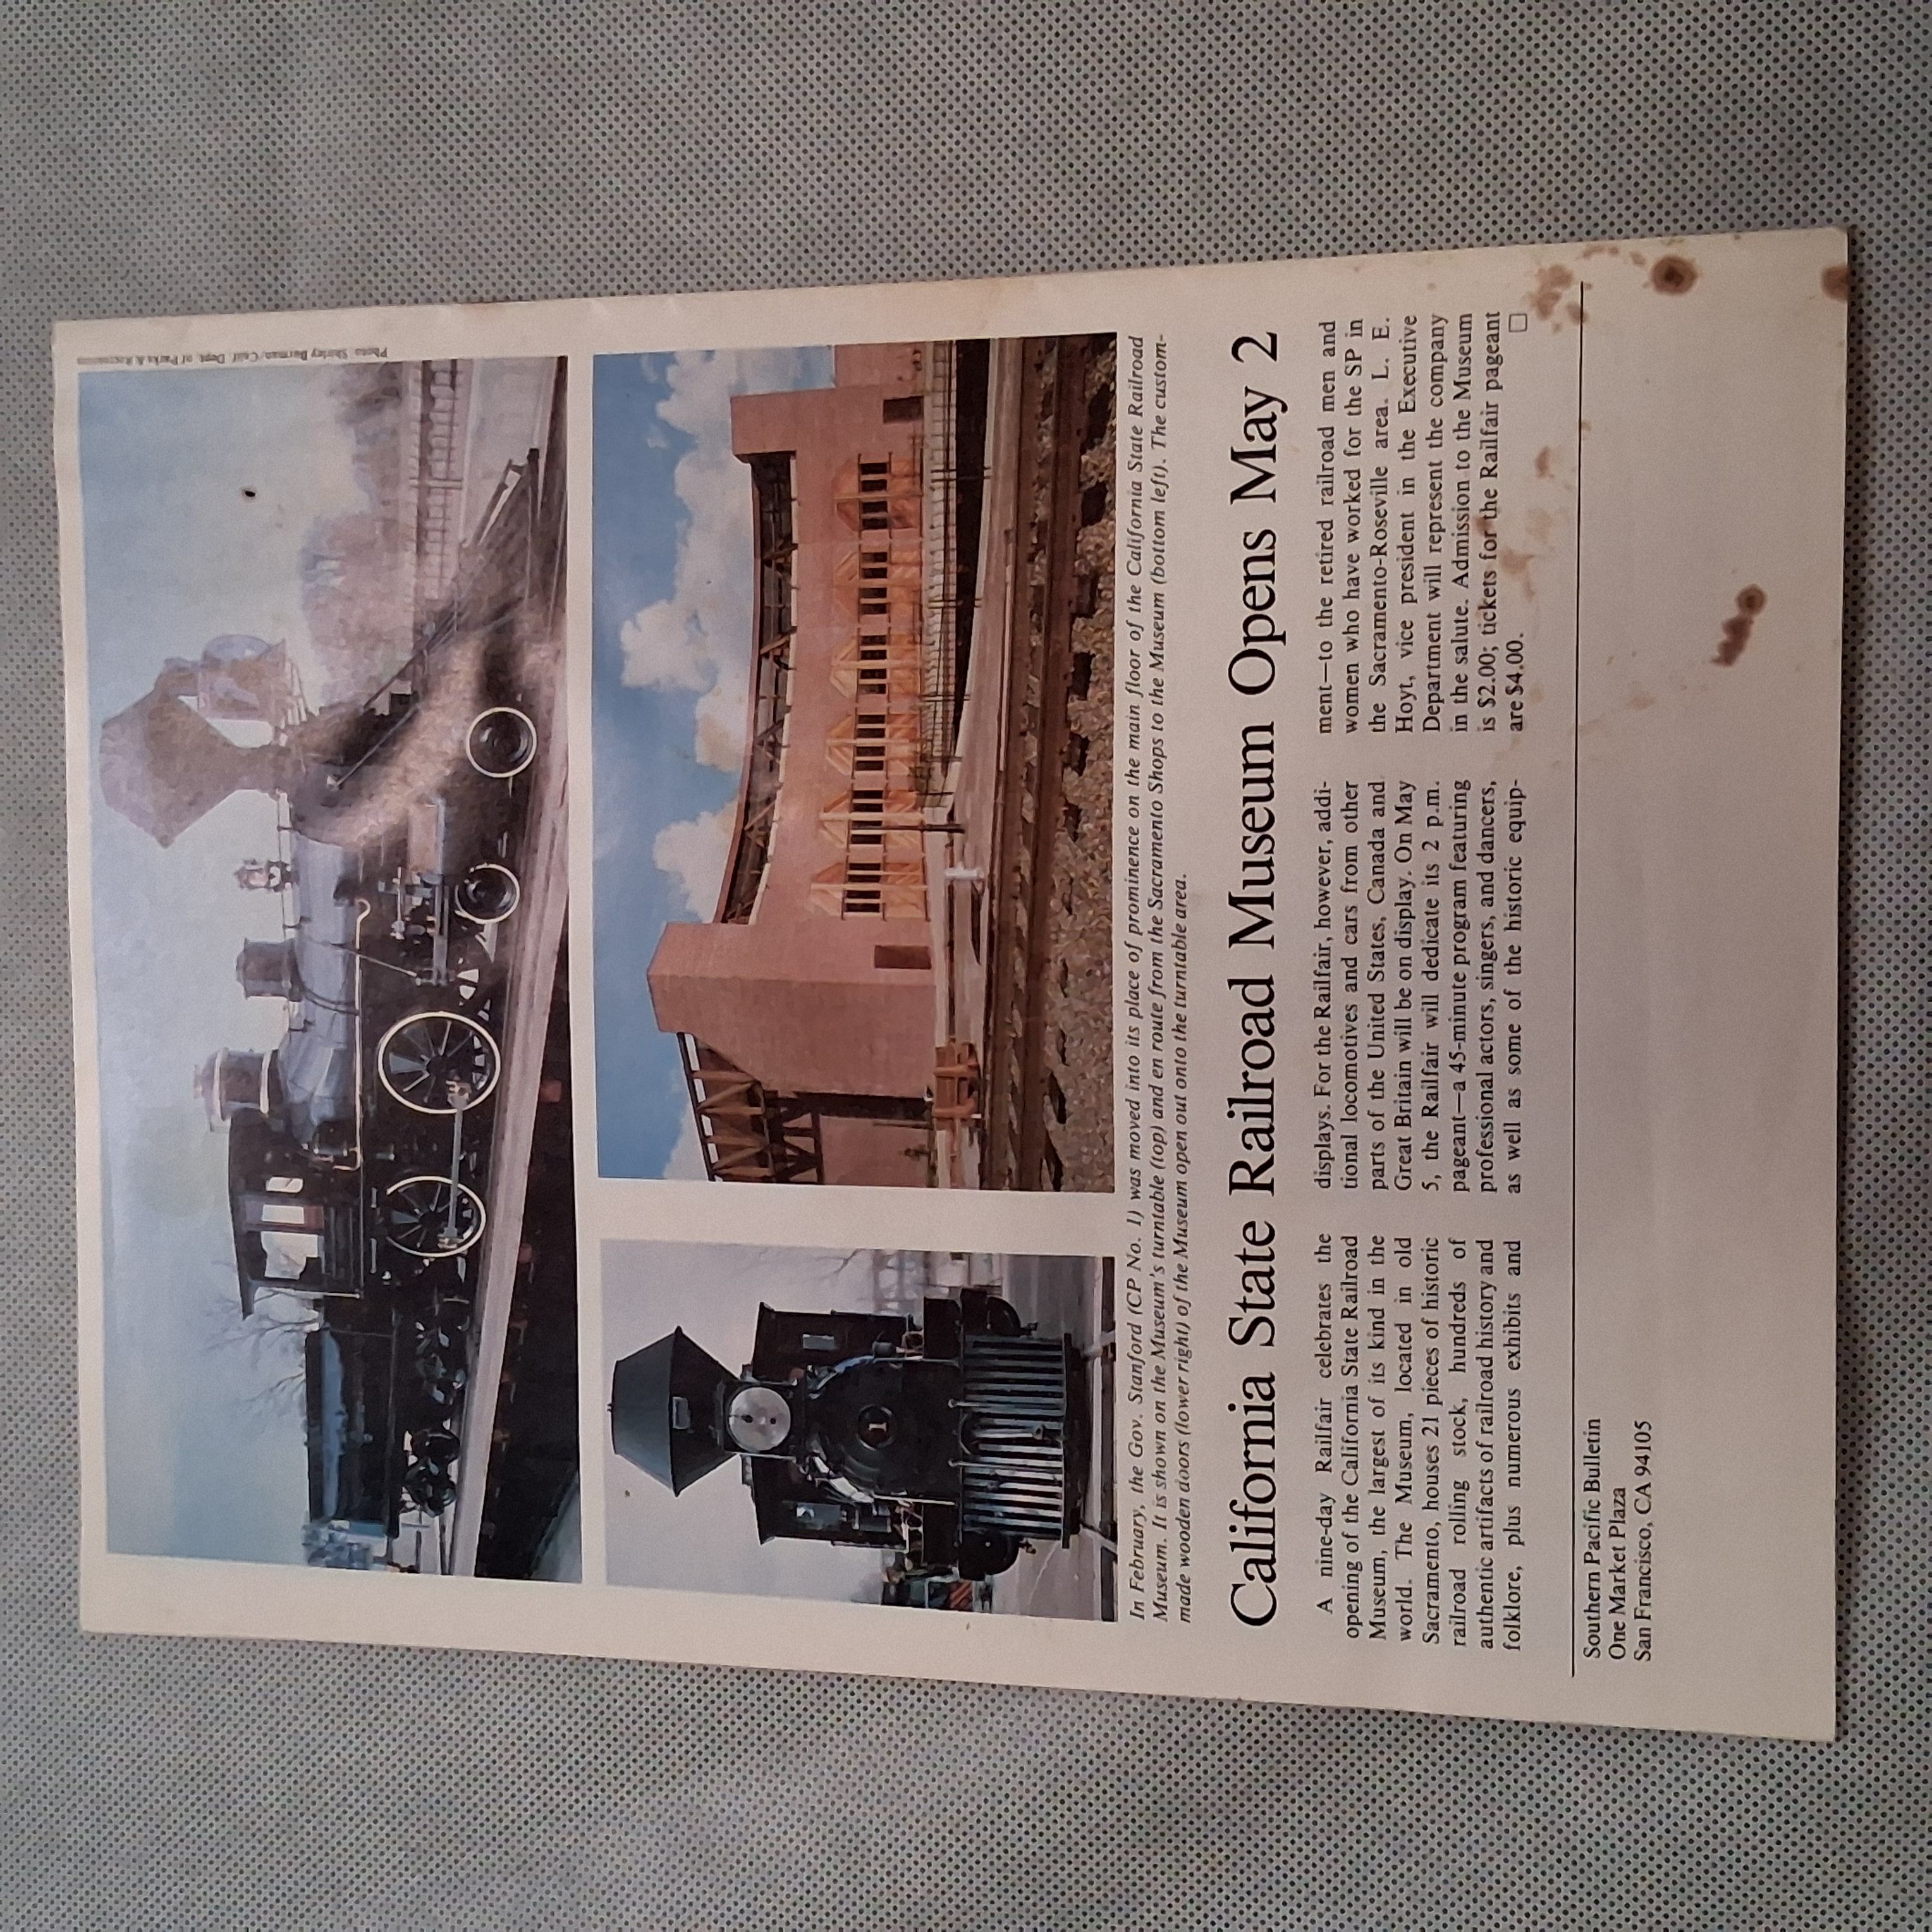 Photo: Shirley Burman/Calif. Dept. of Parks & Recreation
In February, the Gov. Stanford (CP No. 1) was moved into its place of prominence on the main floor of the California State Railroad
Museum. It is shown on the Museum's turntable (top) and en route from the Sacramento Shops to the Museum (bottom left). The custom-
made wooden doors (lower right) of the Museum open out onto the turntable area.
California State Railroad Museum Opens May 2
A nine-day Railfair celebrates the
opening of the California State Railroad
Museum, the largest of its kind in the
world. The Museum, located in old
Sacramento, houses 21 pieces of historic
railroad rolling stock, hundreds of
authentic artifacts of railroad history and
folklore, plus numerous exhibits and
displays. For the Railfair, however, addi-
tional locomotives and cars from other
parts of the United States, Canada and
Great Britain will be on display. On May
5, the Railfair will dedicate its 2 p.m.
pageant—a 45-minute program featuring
professional actors, singers, and dancers,
as well as some of the historic equip-
ment—to the retired railroad men and
women who have worked for the SP in
the Sacramento-Roseville area. L. E.
Hoyt, vice president in the Executive
Department will represent the company
in the salute. Admission to the Museum
is $2.00; tickets for the Railfair pageant
are $4.00.
Southern Pacific Bulletin
One Market Plaza
San Francisco, CA 94105
1